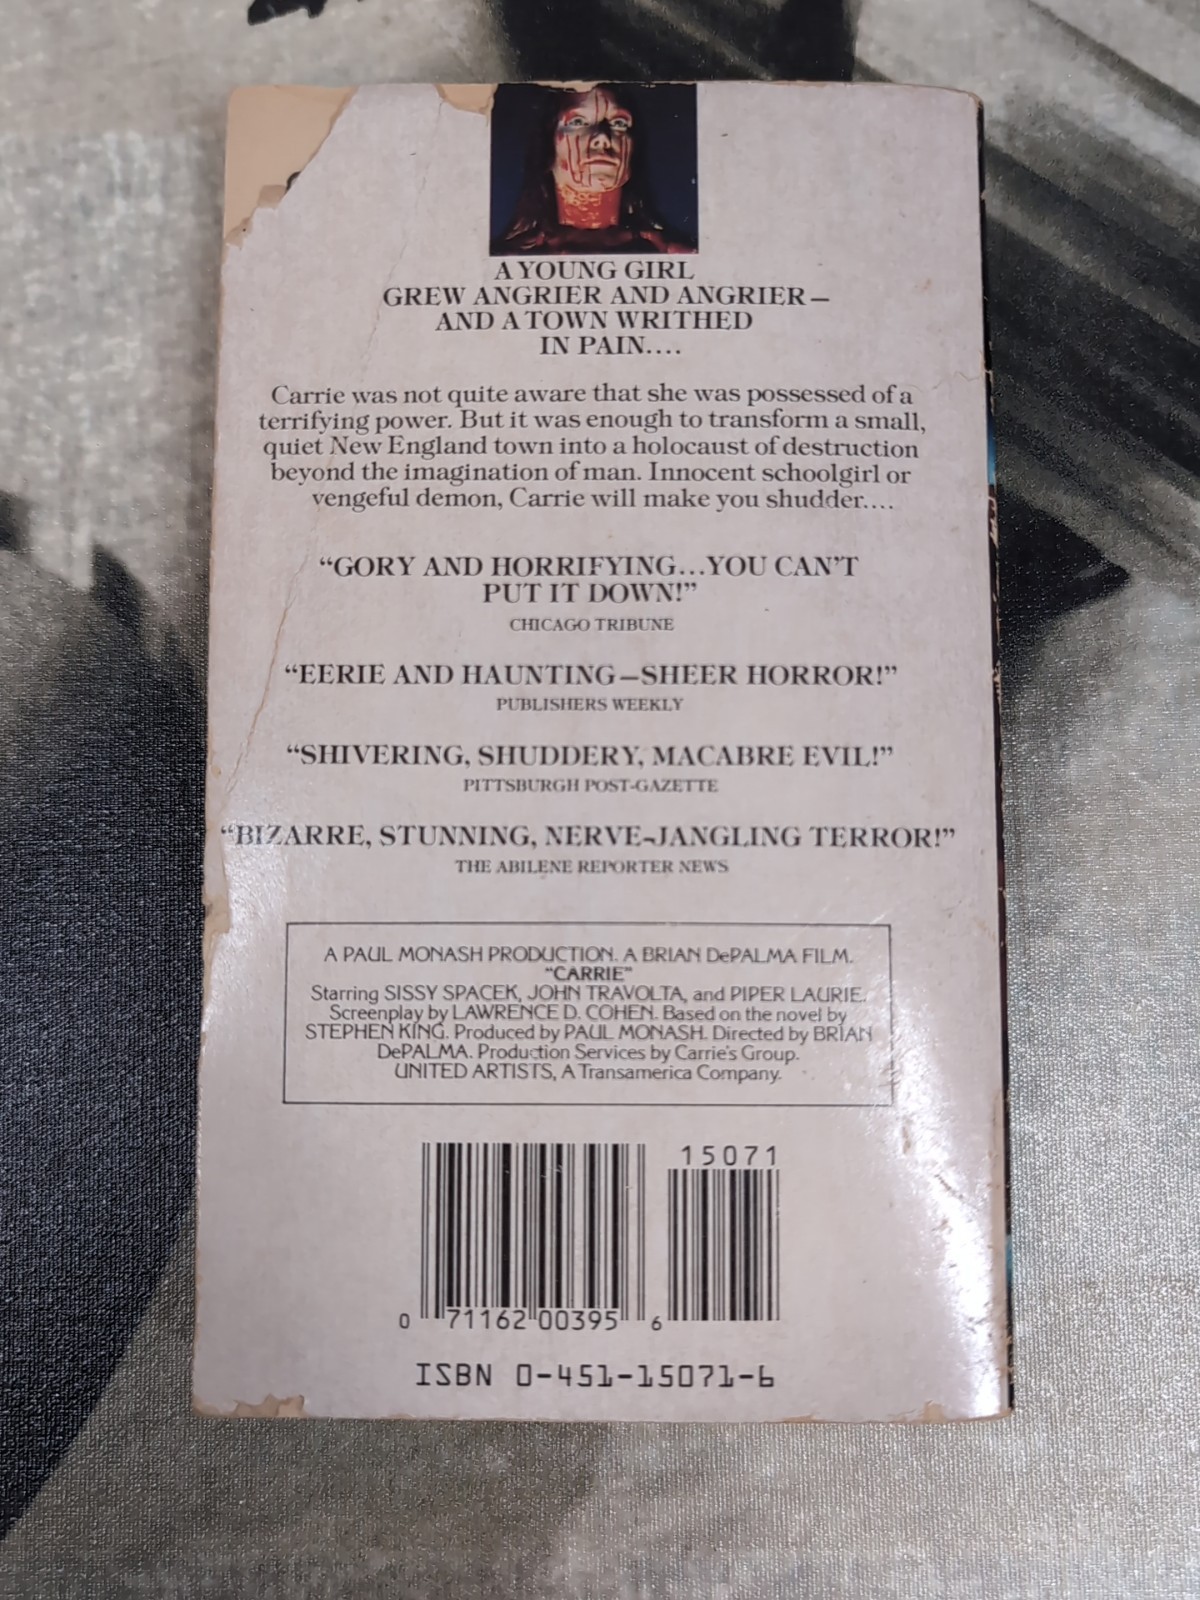 A YOUNG GIRL
GREW ANGRIER AND ANGRIER—
AND A TOWN WRITHED
IN PAIN....
Carrie was not quite aware that she was possessed of a
terrifying power. But it was enough to transform a small,
quiet New England town into a holocaust of destruction
beyond the imagination of man. Innocent schoolgirl or
vengeful demon, Carrie will make you shudder....
“GORY AND HORRIFYING...YOU CAN'T
PUT IT DOWN!”
CHICAGO TRIBUNE
“EERIE AND HAUNTING—SHEER HORROR!”
PUBLISHERS WEEKLY
“SHIVERING, SHUDDERY, MACABRE EVIL!”
PITTSBURGH POST-GAZETTE
“BIZARRE, STUNNING, NERVE-JANGLING TERROR!”
THE ABILENE REPORTER NEWS
A PAUL MONASH PRODUCTION. A BRIAN DePALMA FILM.
“CARRIE”
Starring SISSY SPACEK, JOHN TRAVOLTA, and PIPER LAURIE.
Screenplay by LAWRENCE D. COHEN. Based on the novel by
STEPHEN KING. Produced by PAUL MONASH. Directed by BRIAN
DePALMA. Production Services by Carrie's Group.
UNITED ARTISTS, A Transamerica Company.
15071
0 71162 00395 6
ISBN 0-451-15071-6